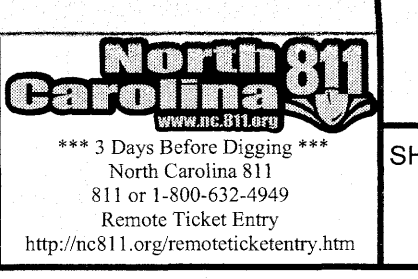 North 811
Carolina
www.nc.811.org
*** 3 Days Before Digging ***
North Carolina 811
811 or 1-800-632-4949
Remote Ticket Entry
http://nc811.org/remoteticketentry.htm
SH